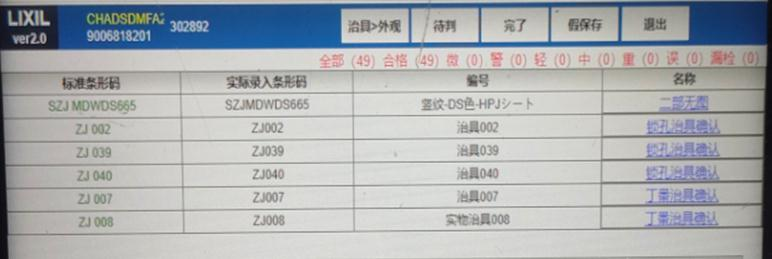 LIXIL
ver2.0
CHADSDMFA2
9006818201
302892
治具>外观 待判 完了 假保存 退出
全部 (49) 合格 (49) 微 (0) 警 (0) 轻 (0) 中 (0) 重 (0) 误 (0) 漏检 (0)
标准条形码 实际录入条形码 编号 名称
SZJ MDWDS665 SZJMDWDS665 竖纹-DS色-HPJシート 二部无图
ZJ 002 ZJ002 治具002 锁孔治具确认
ZJ 039 ZJ039 治具039 锁孔治具确认
ZJ 040 ZJ040 治具040 锁孔治具确认
ZJ 007 ZJ007 治具007 丁番治具确认
ZJ 008 ZJ008 实物治具008 丁番治具确认